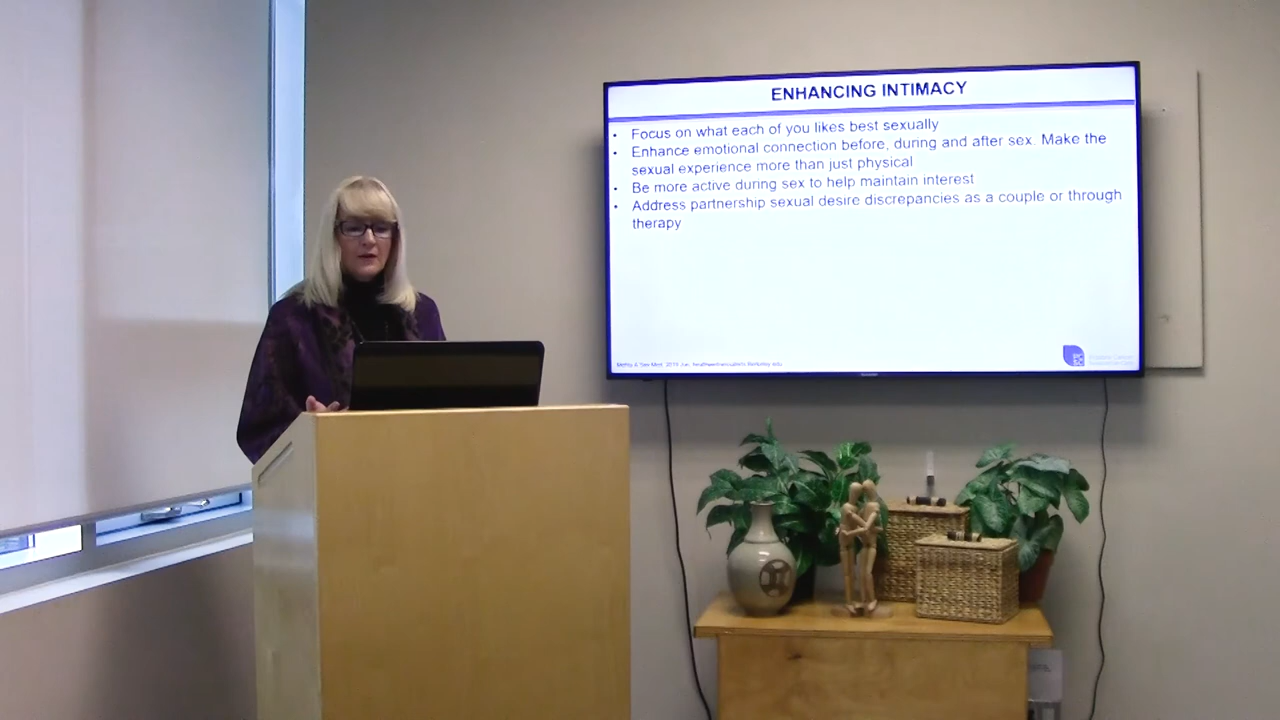 ENHANCING INTIMACY
• Focus on what each of you likes best sexually
• Enhance emotional connection before, during and after sex. Make the
sexual experience more than just physical
• Be more active during sex to help maintain interest
• Address partnership sexual desire discrepancies as a couple or through
therapy
PC
SC